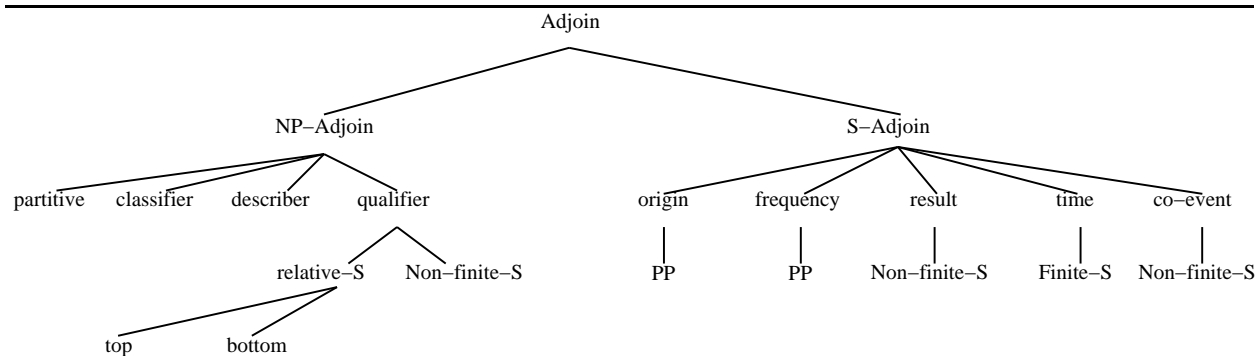 Adjoin
NP−Adjoin S−Adjoin
partitive classifier describer qualifier origin frequency result time co−event
relative−S Non−finite−S PP PP Non−finite−S Finite−S Non−finite−S
top bottom